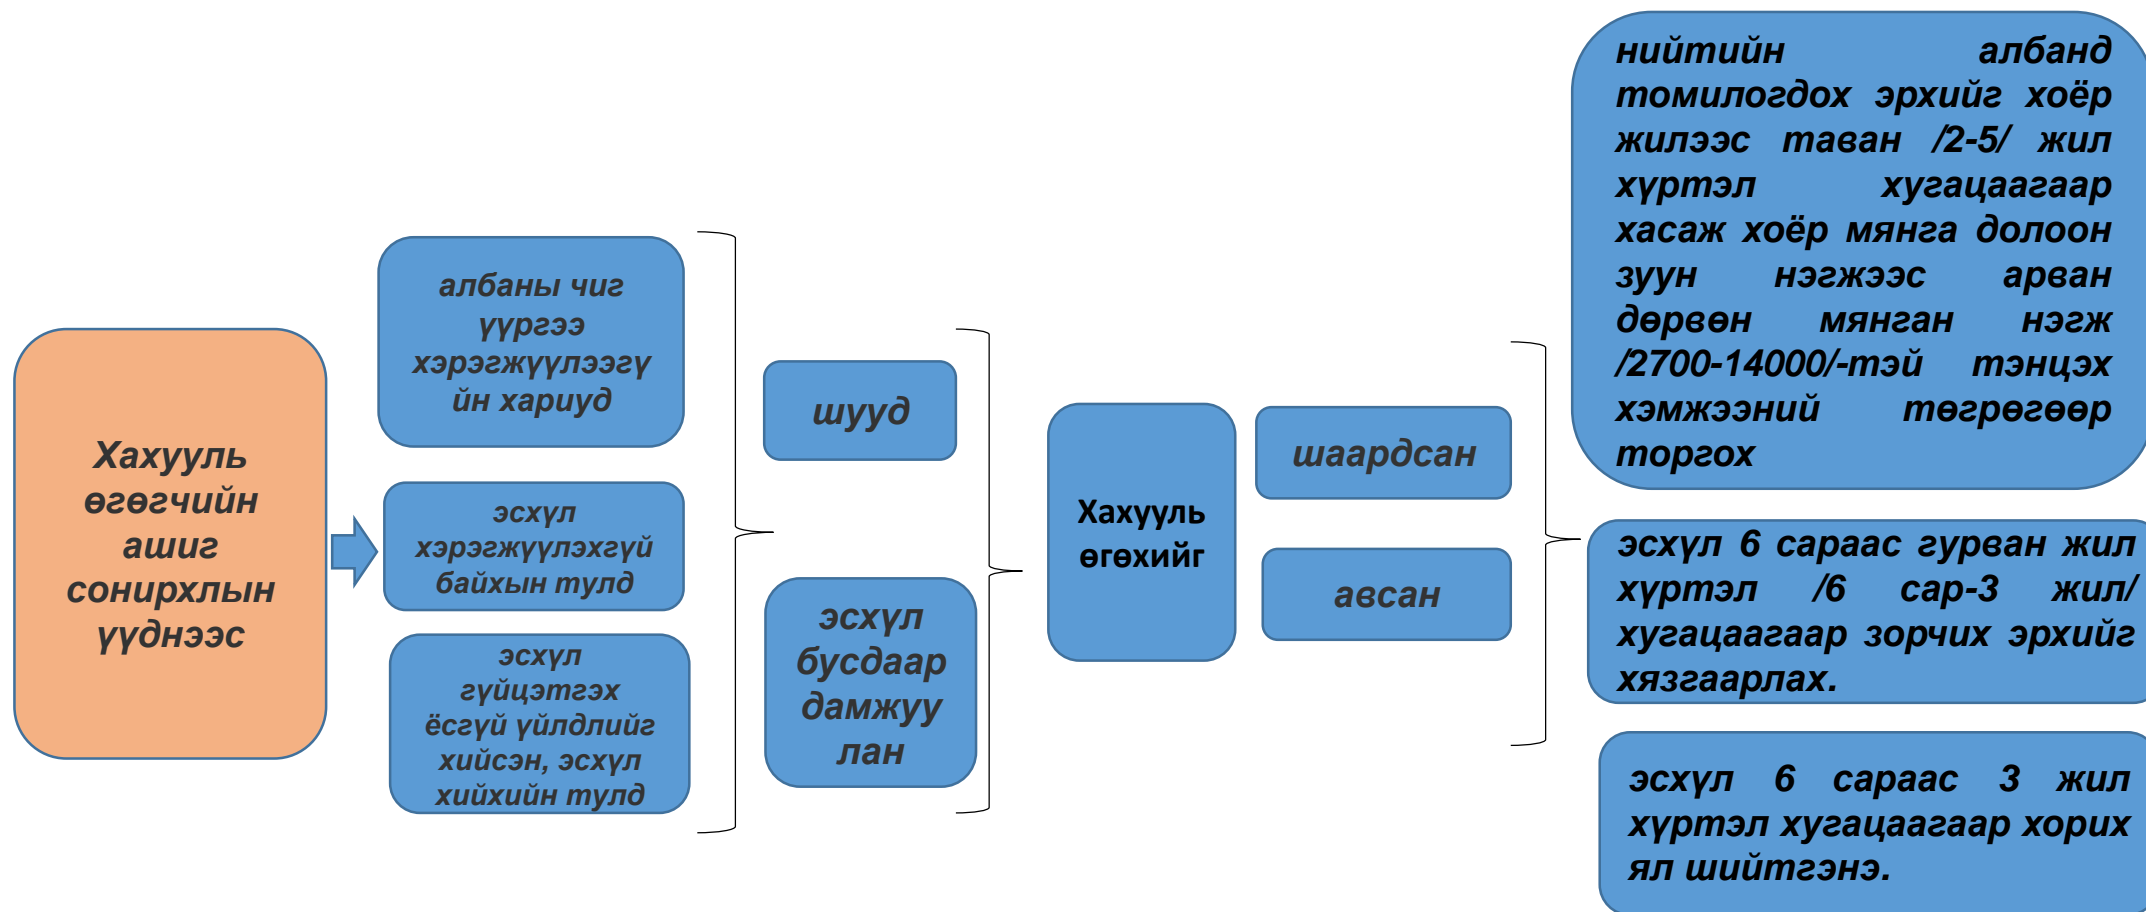 Хахууль
өгөгчийн
ашиг
сонирхлын
үүднээс
албаны чиг
үүргээ
хэрэгжүүлээгү
йн хариуд
эсхүл
хэрэгжүүлэхгүй
байхын тулд
эсхүл
гүйцэтгэх
ёсгүй үйлдлийг
хийсэн, эсхүл
хийхийн тулд
шууд
эсхүл
бусдаар
дамжуу
лан
Хахууль
өгөхийг
шаардсан
авсан
нийтийн албанд
томилогдох эрхийг хоёр
жилээс таван /2-5/ жил
хүртэл хугацаагаар
хасаж хоёр мянга долоон
зуун нэгжээс арван
дөрвөн мянган нэгж
/2700-14000/-тэй тэнцэх
хэмжээний төгрөгөөр
торгох
эсхүл 6 сараас гурван жил
хүртэл /6 сар-3 жил/
хугацаагаар зорчих эрхийг
хязгаарлах.
эсхүл 6 сараас 3 жил
хүртэл хугацаагаар хорих
ял шийтгэнэ.